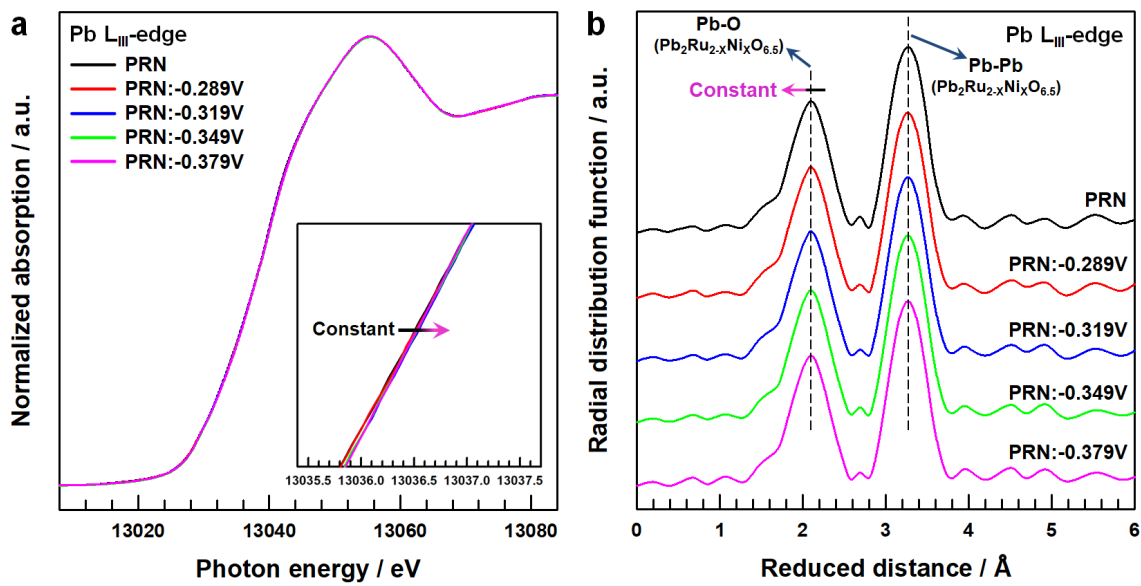 a
Pb LIII-edge
PRN
PRN:-0.289V
PRN:-0.319V
PRN:-0.349V
PRN:-0.379V
Constant
13035.5 13036.0 13036.5 13037.0 13037.5
13020 13040 13060 13080
Photon energy / eV
Normalized absorption / a.u.
b
Pb-O
(Pb2Ru2-XNiXO6.5)
Constant
Pb LIII-edge
Pb-Pb
(Pb2Ru2-XNiXO6.5)
PRN
PRN:-0.289V
PRN:-0.319V
PRN:-0.349V
PRN:-0.379V
0 1 2 3 4 5 6
Reduced distance / Å
Radial distribution function / a.u.